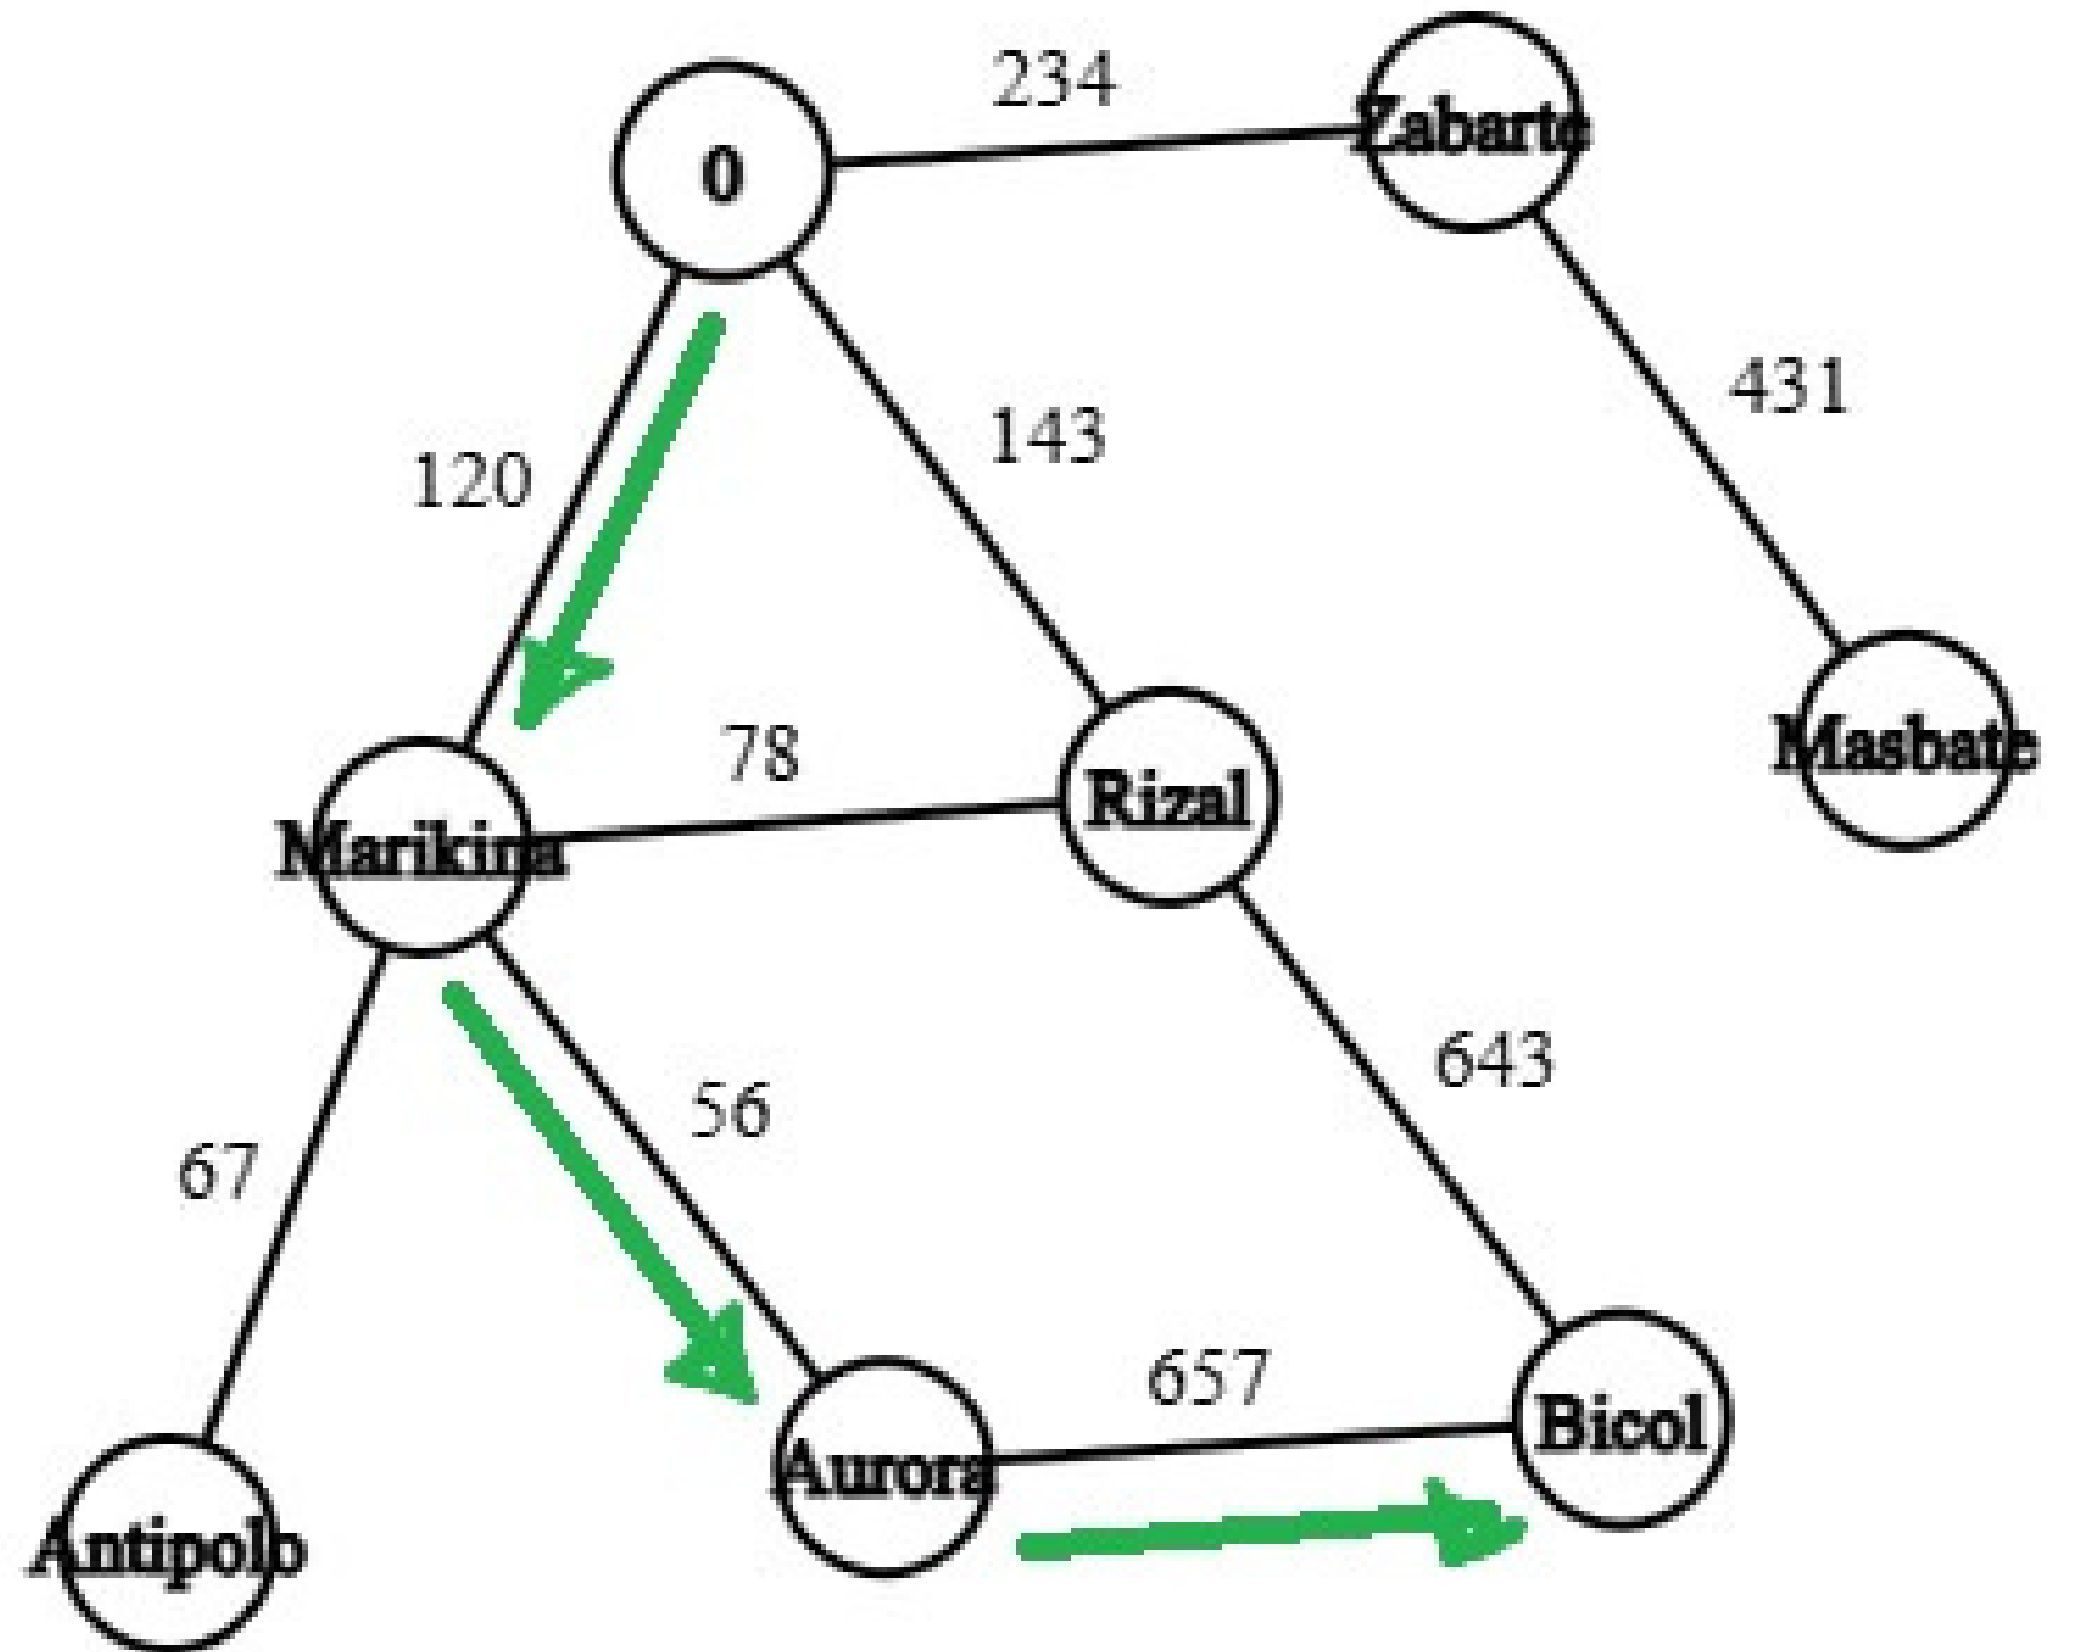 234
Zabarte
0
431
143
120
78
Rizal
Masbate
Marikina
643
56
67
657
Bicol
Aurora
Antipolo